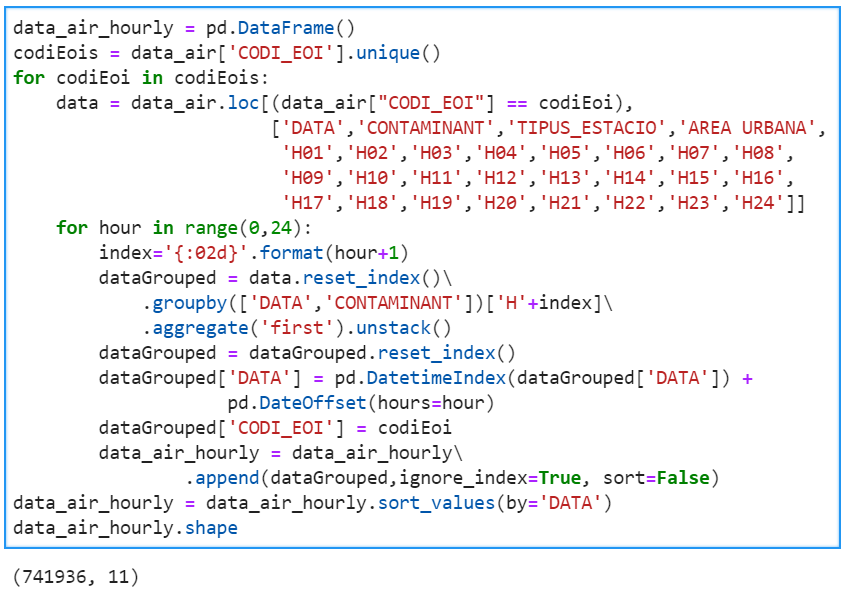 data_air_hourly = pd.DataFrame()
codiEois = data_air['CODI_EOI'].unique()
for codiEoi in codiEois:
    data = data_air.loc[(data_air["CODI_EOI"] == codiEoi),
                        ['DATA','CONTAMINANT','TIPUS_ESTACIO','AREA URBANA',
                         'H01','H02','H03','H04','H05','H06','H07','H08',
                         'H09','H10','H11','H12','H13','H14','H15','H16',
                         'H17','H18','H19','H20','H21','H22','H23','H24']]
    for hour in range(0,24):
        index='{:02d}'.format(hour+1)
        dataGrouped = data.reset_index()\
            .groupby(['DATA','CONTAMINANT'])['H'+index]\
            .aggregate('first').unstack()
        dataGrouped = dataGrouped.reset_index()
        dataGrouped['DATA'] = pd.DatetimeIndex(dataGrouped['DATA']) +
                    pd.DateOffset(hours=hour)
        dataGrouped['CODI_EOI'] = codiEoi
        data_air_hourly = data_air_hourly\
                .append(dataGrouped,ignore_index=True, sort=False)
data_air_hourly = data_air_hourly.sort_values(by='DATA')
data_air_hourly.shape
(741936, 11)